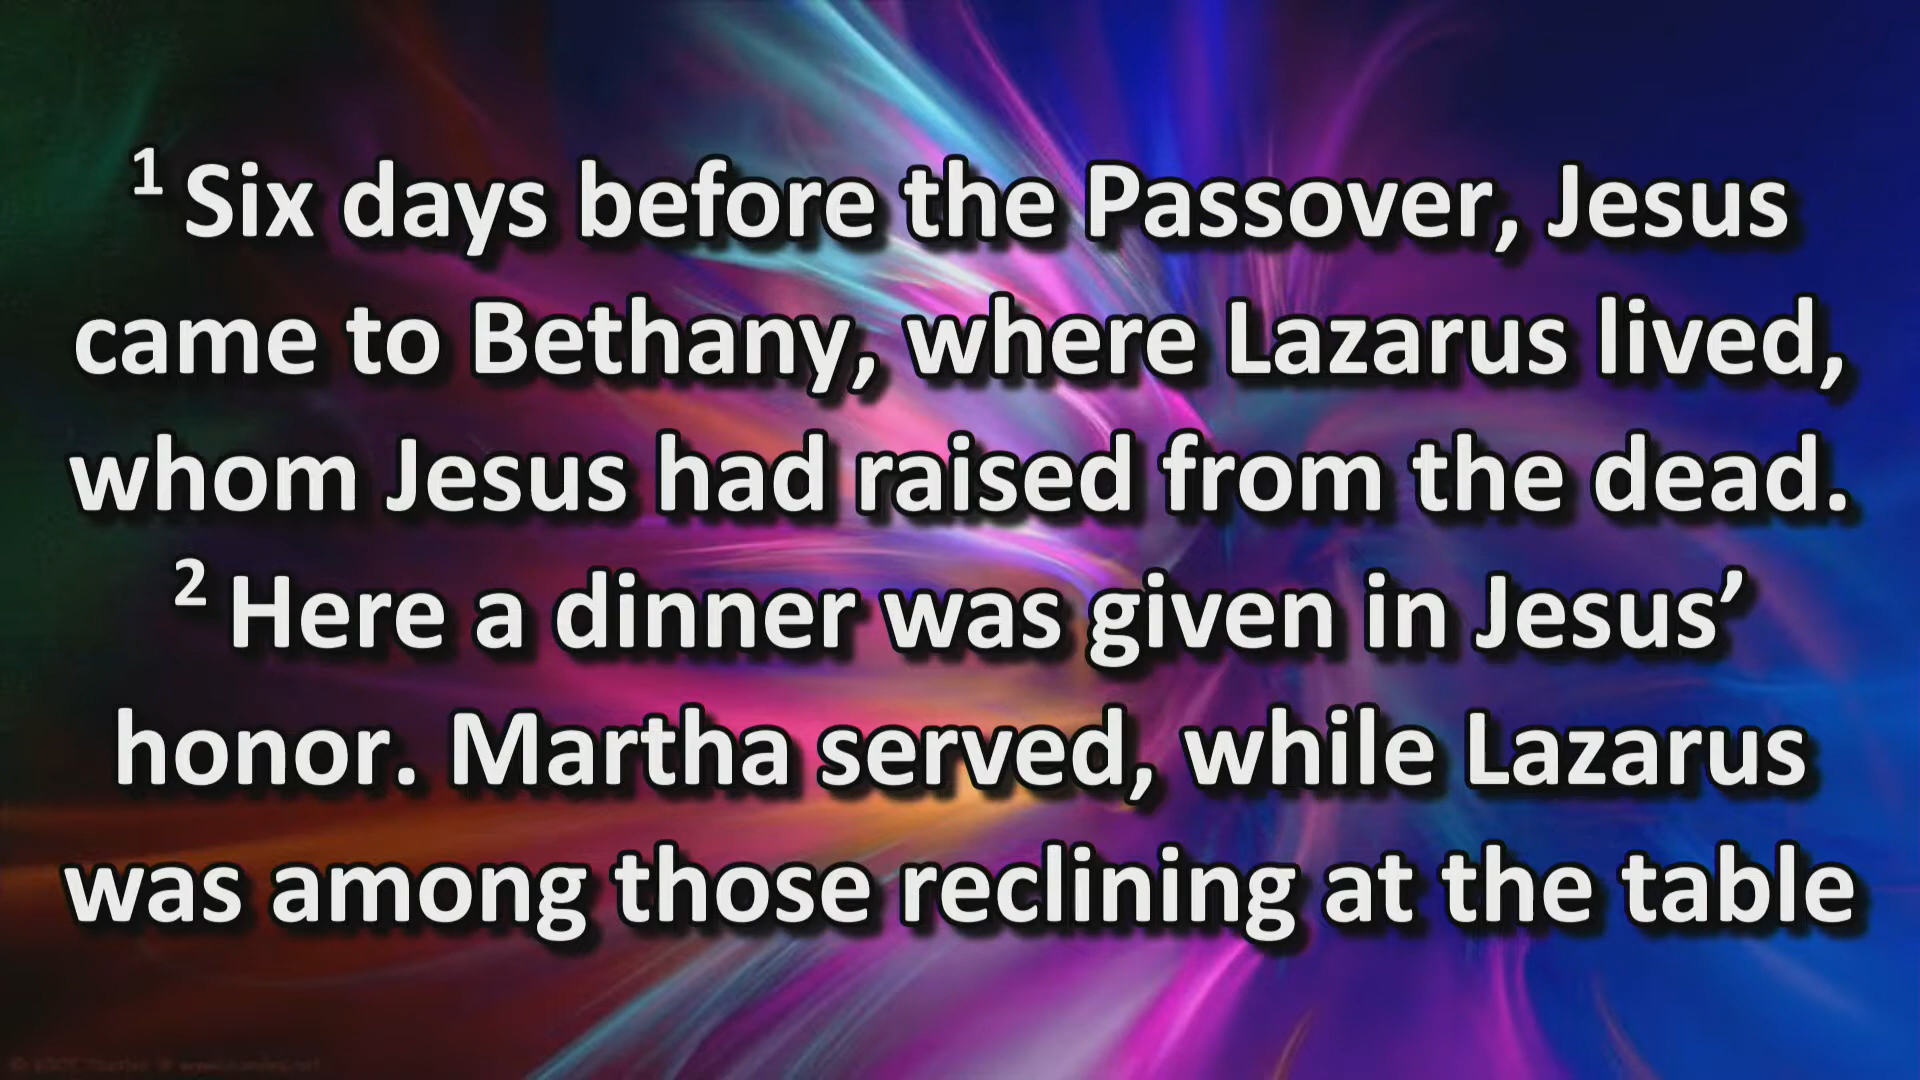 1 Six days before the Passover, Jesus
came to Bethany, where Lazarus lived,
whom Jesus had raised from the dead.
2 Here a dinner was given in Jesus’
honor. Martha served, while Lazarus
was among those reclining at the table